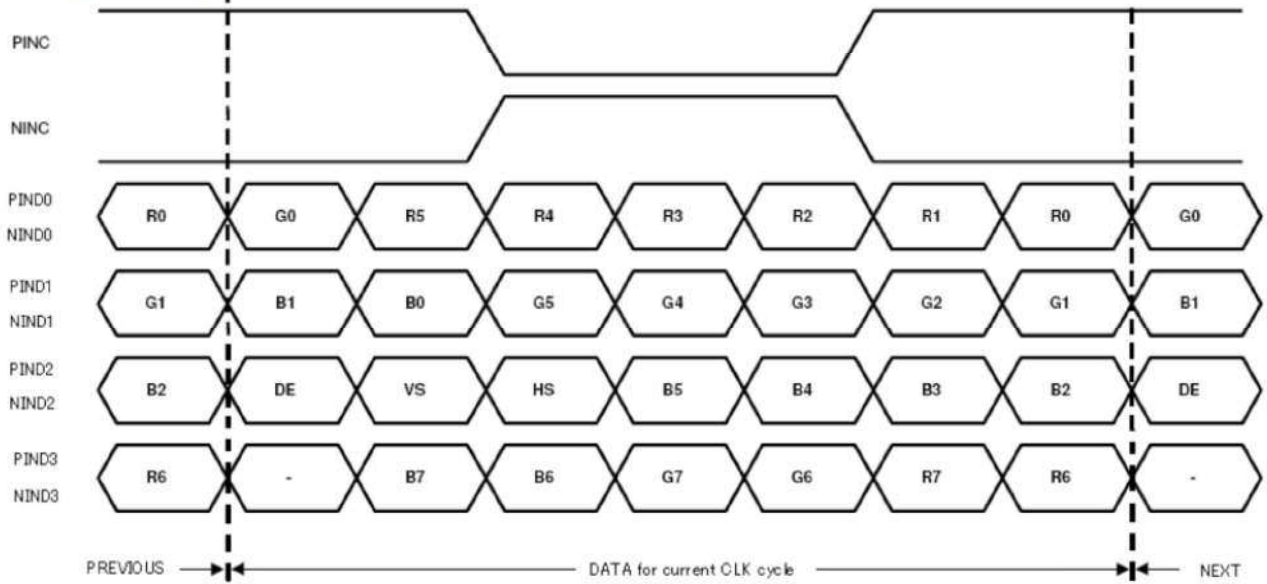 PINC
NINC
PIND0
NIND0
R0 G0 R5 R4 R3 R2 R1 R0 G0
PIND1
NIND1
G1 B1 B0 G5 G4 G3 G2 G1 B1
PIND2
NIND2
B2 DE VS HS B5 B4 B3 B2 DE
PIND3
NIND3
R6 - B7 B6 G7 G6 R7 R6 -
PREVIOUS DATA for current CLK cycle NEXT